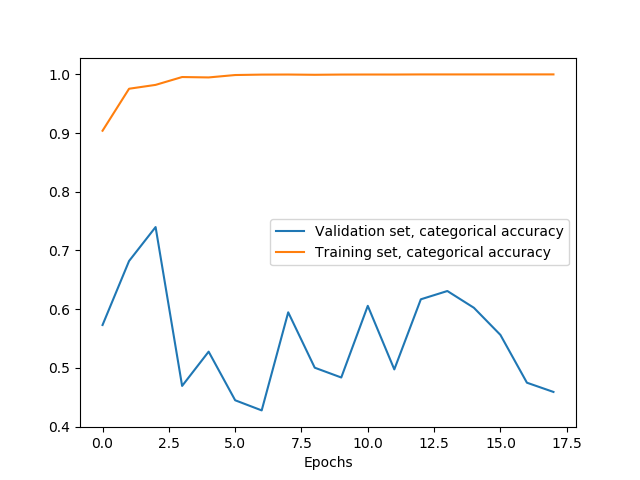 1.0
0.9
0.8
0.7
0.6
0.5
0.4
Validation set, categorical accuracy
Training set, categorical accuracy
0.0 2.5 5.0 7.5 10.0 12.5 15.0 17.5
Epochs